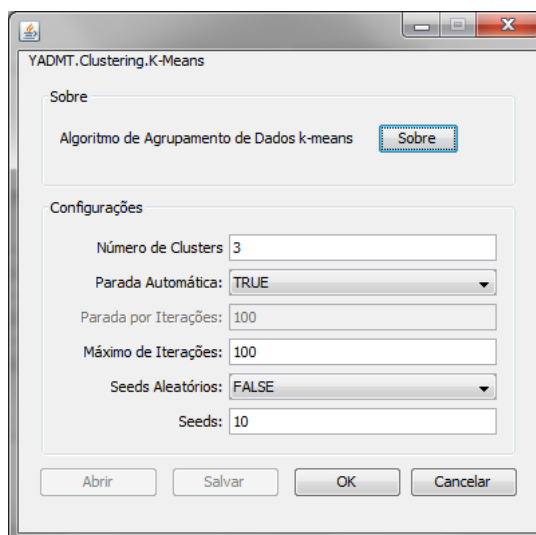 YADMT.Clustering.K-Means
Sobre
Algoritmo de Agrupamento de Dados k-means Sobre
Configurações
Número de Clusters 3
Parada Automática: TRUE
Parada por Iterações: 100
Máximo de Iterações: 100
Seeds Aleatórios: FALSE
Seeds: 10
Abrir Salvar OK Cancelar